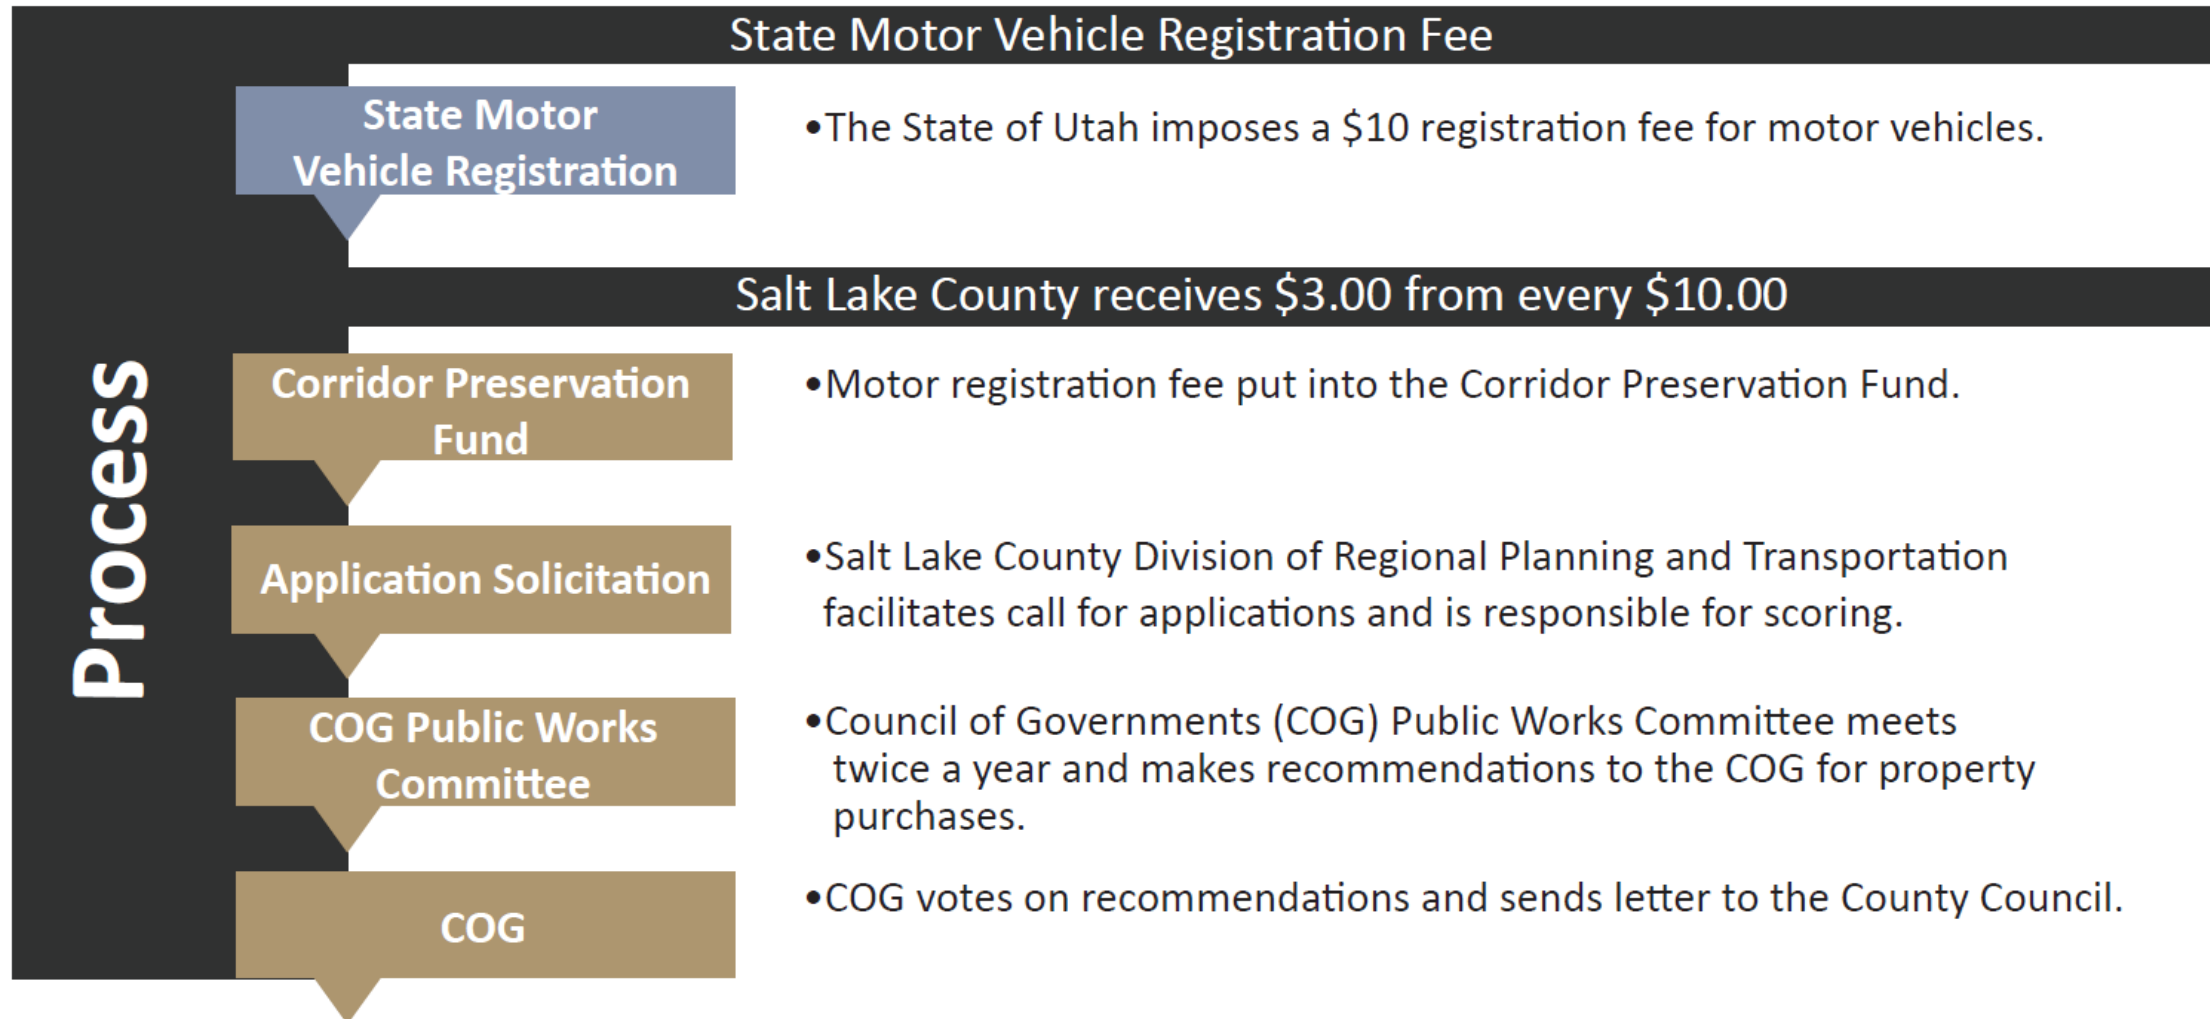 State Motor Vehicle Registration Fee
State Motor
Vehicle Registration
•The State of Utah imposes a $10 registration fee for motor vehicles.
Salt Lake County receives $3.00 from every $10.00
Process
Corridor Preservation
Fund
•Motor registration fee put into the Corridor Preservation Fund.
Application Solicitation
•Salt Lake County Division of Regional Planning and Transportation
facilitates call for applications and is responsible for scoring.
COG Public Works
Committee
•Council of Governments (COG) Public Works Committee meets
twice a year and makes recommendations to the COG for property
purchases.
COG
•COG votes on recommendations and sends letter to the County Council.